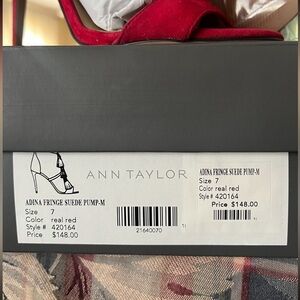 ANN TAYLOR
ADINA FRINGE SUEDE PUMP-M
Size 7
Color real red
Style # 420164
Price $148.00
21640070
ADINA FRINGE SUEDE PUMP-M
Size 7
Color real red
Style # 420164
Price $148.00